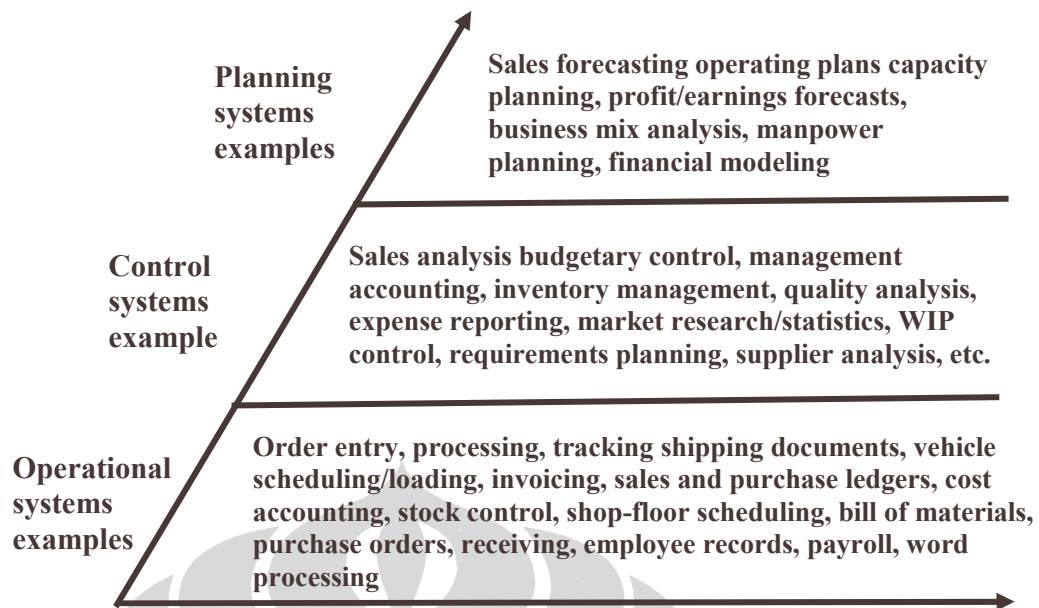 Planning
systems
examples
Sales forecasting operating plans capacity
planning, profit/earnings forecasts,
business mix analysis, manpower
planning, financial modeling
Control
systems
example
Sales analysis budgetary control, management
accounting, inventory management, quality analysis,
expense reporting, market research/statistics, WIP
control, requirements planning, supplier analysis, etc.
Operational
systems
examples
Order entry, processing, tracking shipping documents, vehicle
scheduling/loading, invoicing, sales and purchase ledgers, cost
accounting, stock control, shop-floor scheduling, bill of materials,
purchase orders, receiving, employee records, payroll, word
processing